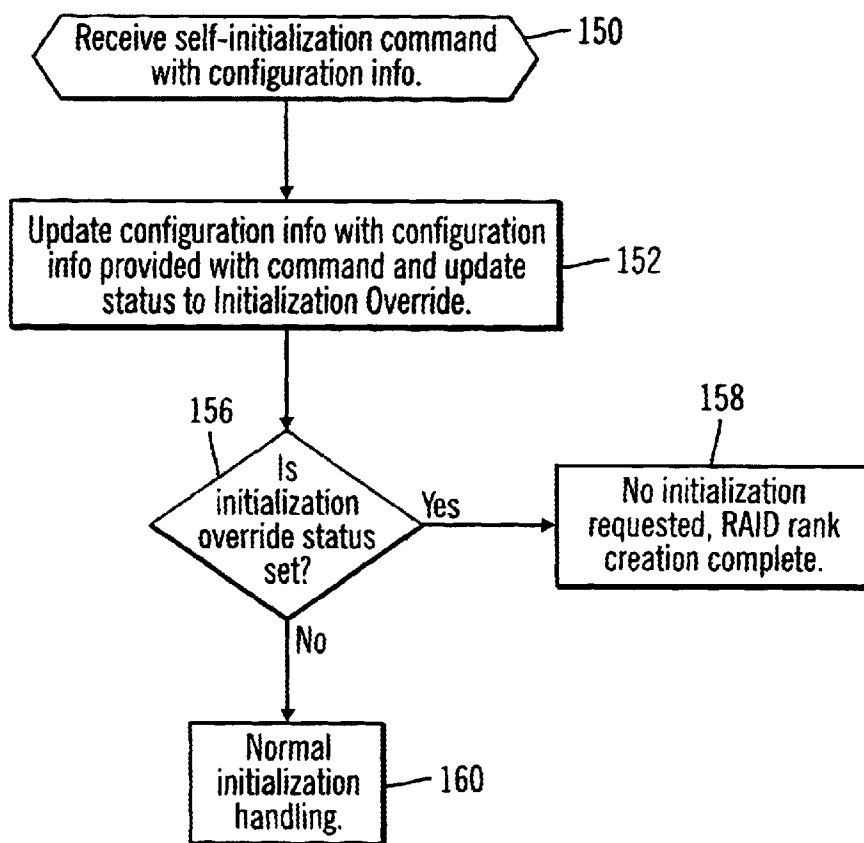 Receive self-initialization command
with configuration info.
150
Update configuration info with configuration
info provided with command and update
status to Initialization Override.
152
156
Is
initialization
override status
set?
Yes
158
No initialization
requested, RAID rank
creation complete.
No
Normal
initialization
handling.
160